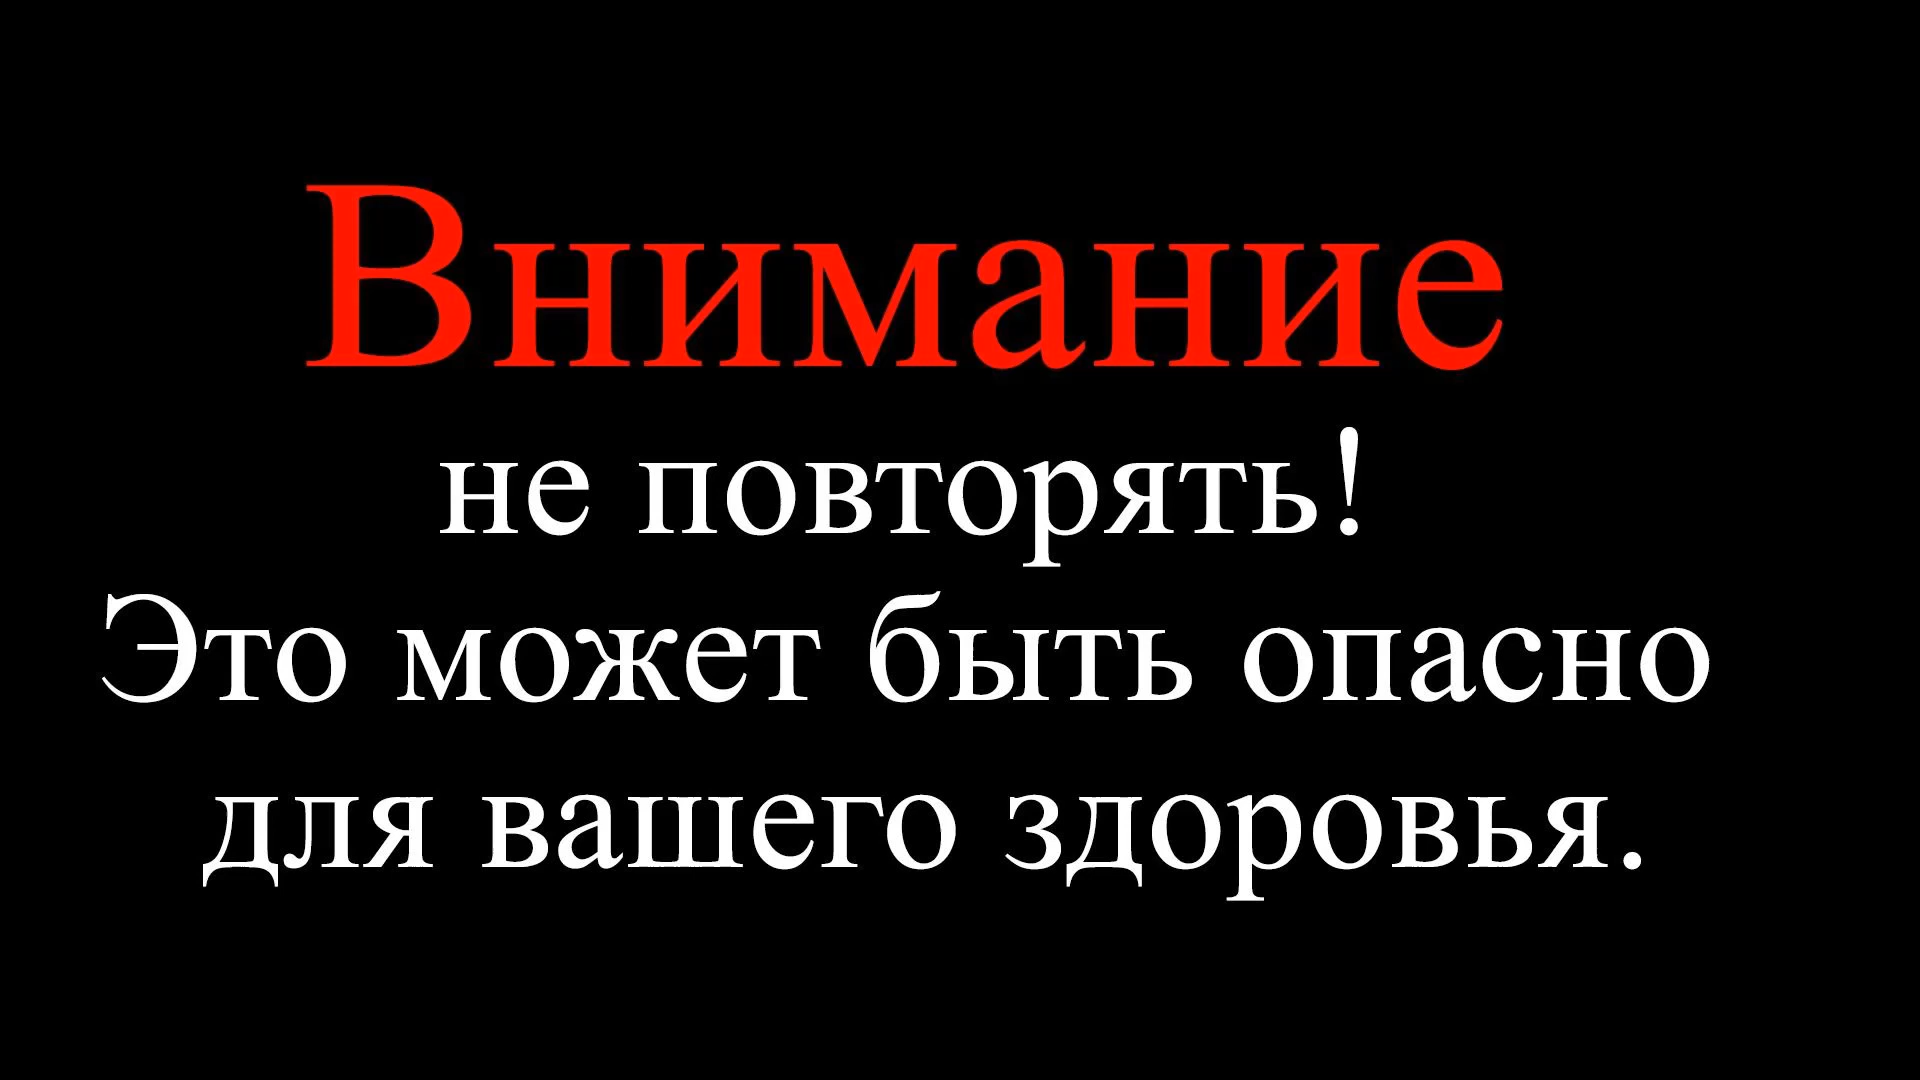 Внимание
не повторять!
Это может быть опасно
для вашего здоровья.